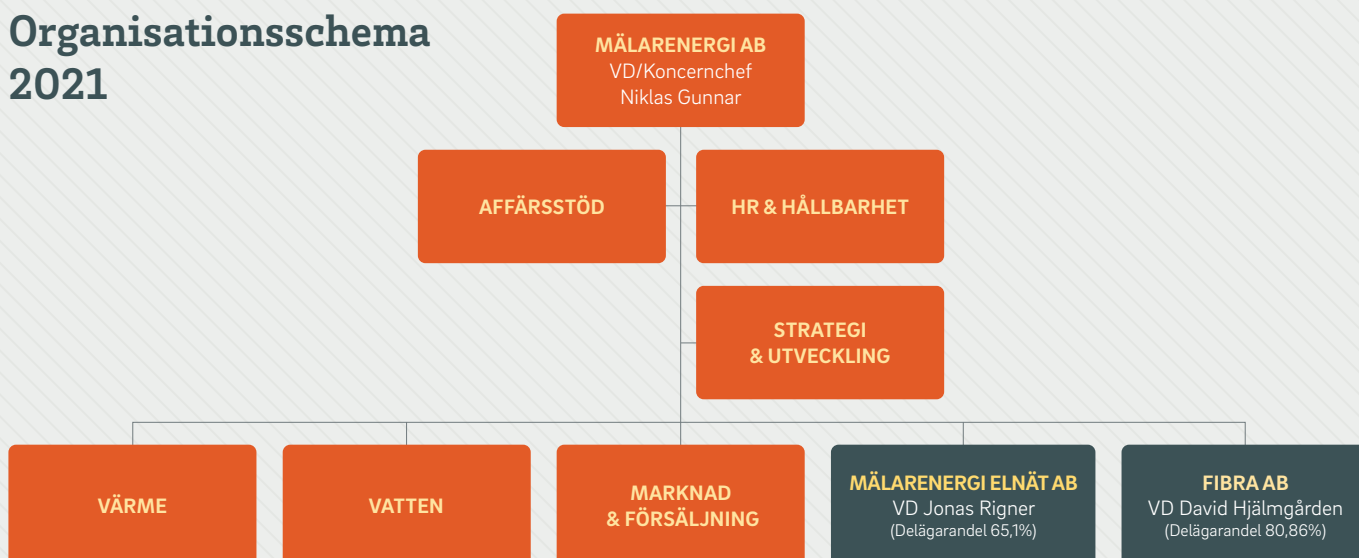 Organisationsschema
2021
MÄLARENERGI AB
VD/Koncernchef
Niklas Gunnar
AFFÄRSSTÖD
HR & HÅLLBARHET
STRATEGI
& UTVECKLING
VÄRME
VATTEN
MARKNAD
& FÖRSÄLJNING
MÄLARENERGI ELNÄT AB
VD Jonas Rigner
(Delägarandel 65,1%)
FIBRA AB
VD David Hjälmgården
(Delägarandel 80,86%)